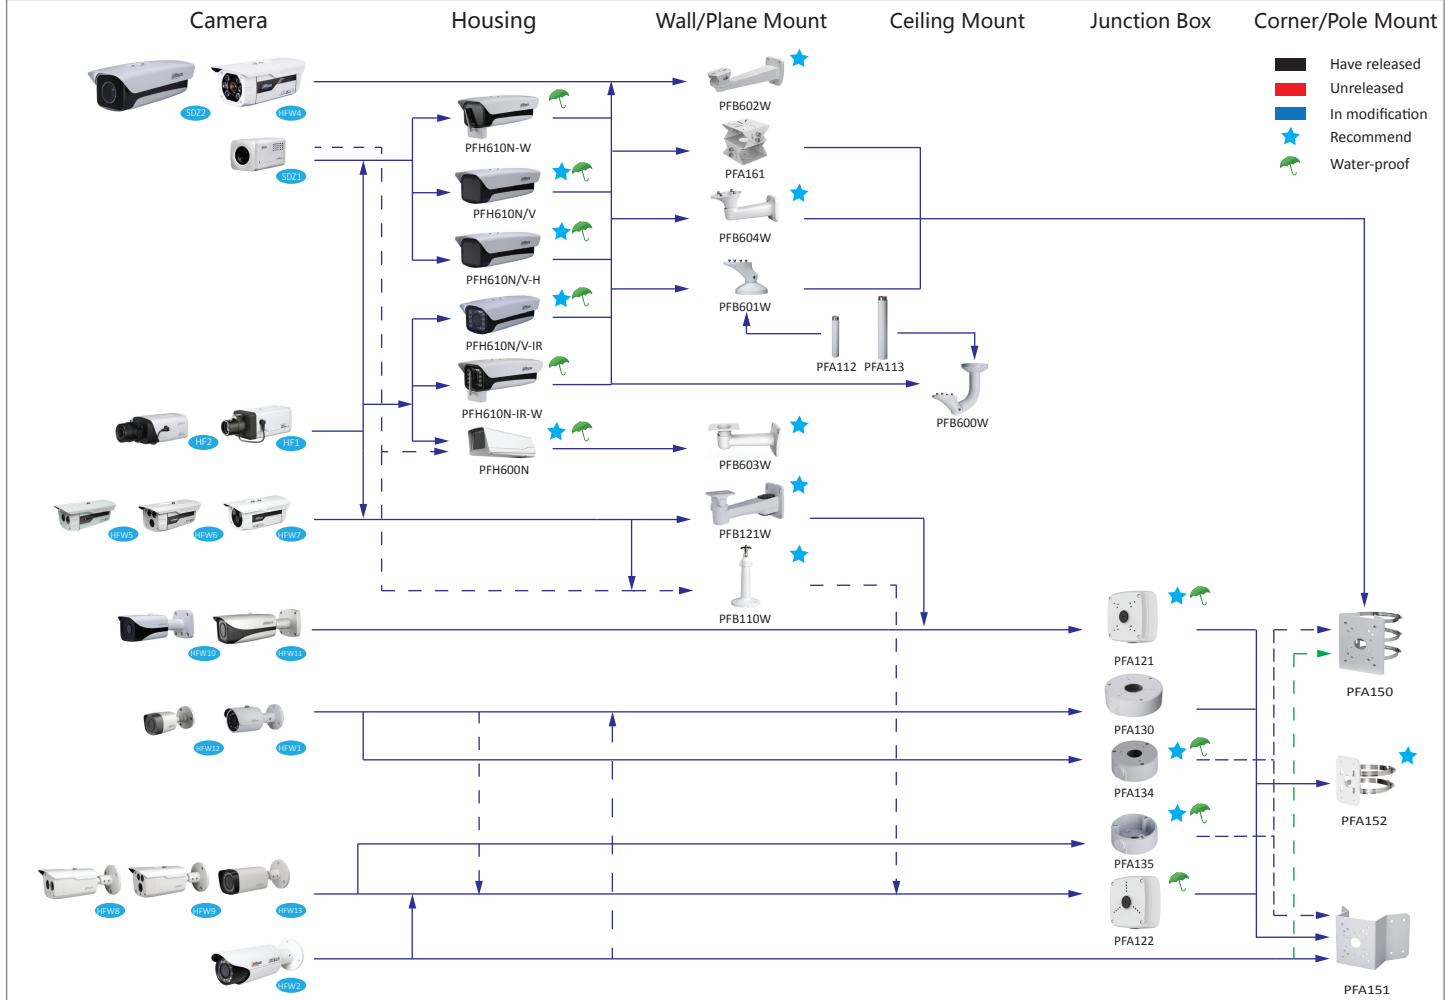 Camera
Housing
Wall/Plane Mount
Ceiling Mount
Junction Box
Corner/Pole Mount
Have released
Unreleased
In modification
Recommend
Water-proof
SDZ2
HFW4
PFB602W
PFH610N-W
SDZ1
PFA161
PFH610N/V
PFB604W
PFH610N/V-H
PFB601W
PFH610N/V-IR
PFA112
PFA113
PFH610N-IR-W
PFB600W
HF2
HF1
PFH600N
PFB603W
HFW5
HFW6
HFW7
PFB121W
PFB110W
HFW10
HFW11
PFA121
PFA150
HFW12
HFW1
PFA130
PFA134
PFA152
PFA135
HFW8
HFW9
HFW13
PFA122
HFW2
PFA151